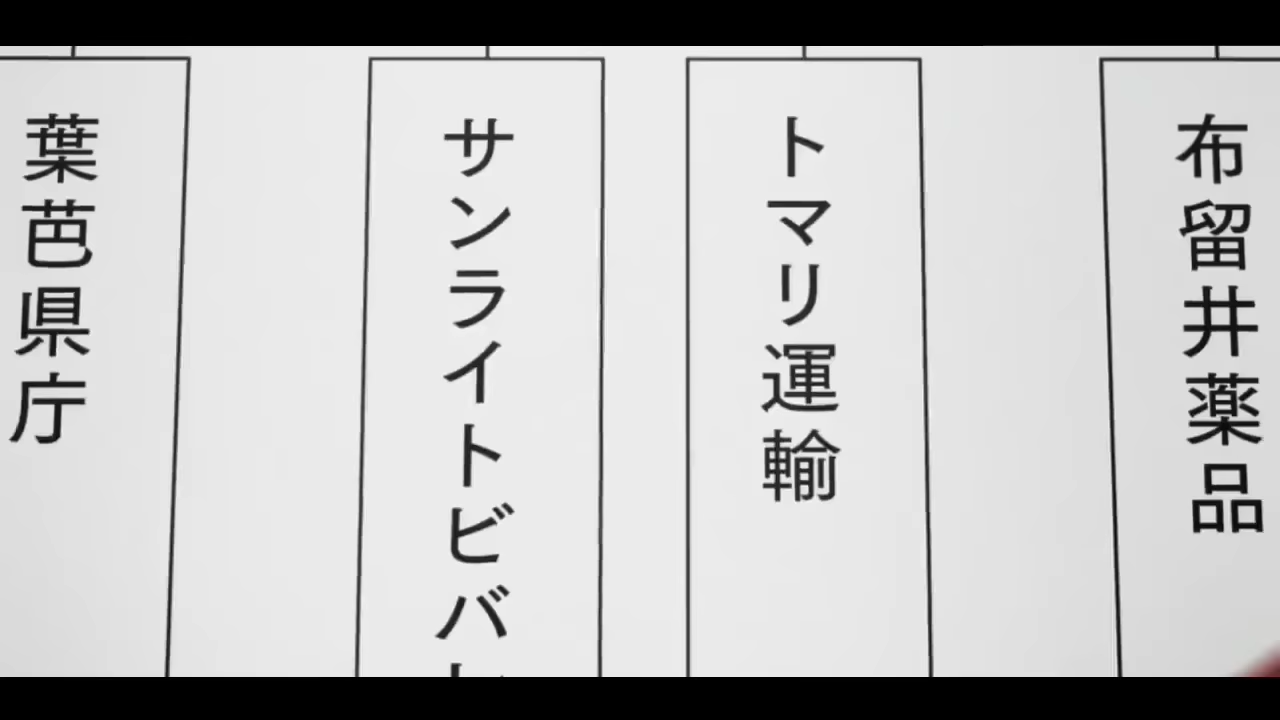 布留井薬品
トマリ運輸
サンライトビバ
葉芭県庁